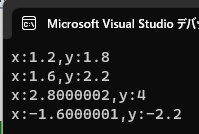 Microsoft Visual Studio デバ
x:1.2,y:1.8
x:1.6,y:2.2
x:2.8000002,y:4
x:-1.6000001,y:-2.2